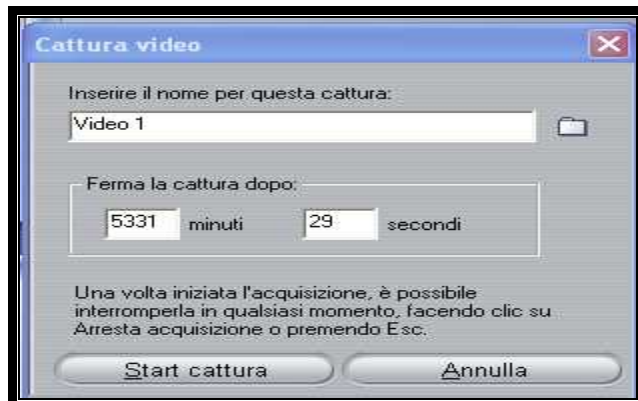 Cattura video
Inserire il nome per questa cattura:
Video 1
Ferma la cattura dopo:
5331 minuti 29 secondi
Una volta iniziata l'acquisizione, è possibile
interromperla in qualsiasi momento, facendo clic su
Arresta acquisizione o premendo Esc.
Start cattura Annulla